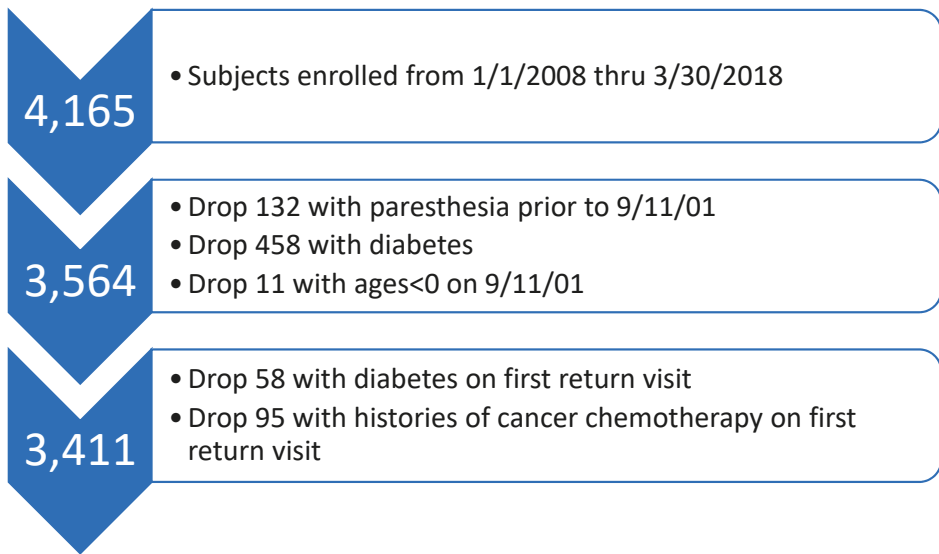 4,165
• Subjects enrolled from 1/1/2008 thru 3/30/2018
3,564
• Drop 132 with paresthesia prior to 9/11/01
• Drop 458 with diabetes
• Drop 11 with ages<0 on 9/11/01
3,411
• Drop 58 with diabetes on first return visit
• Drop 95 with histories of cancer chemotherapy on first
return visit